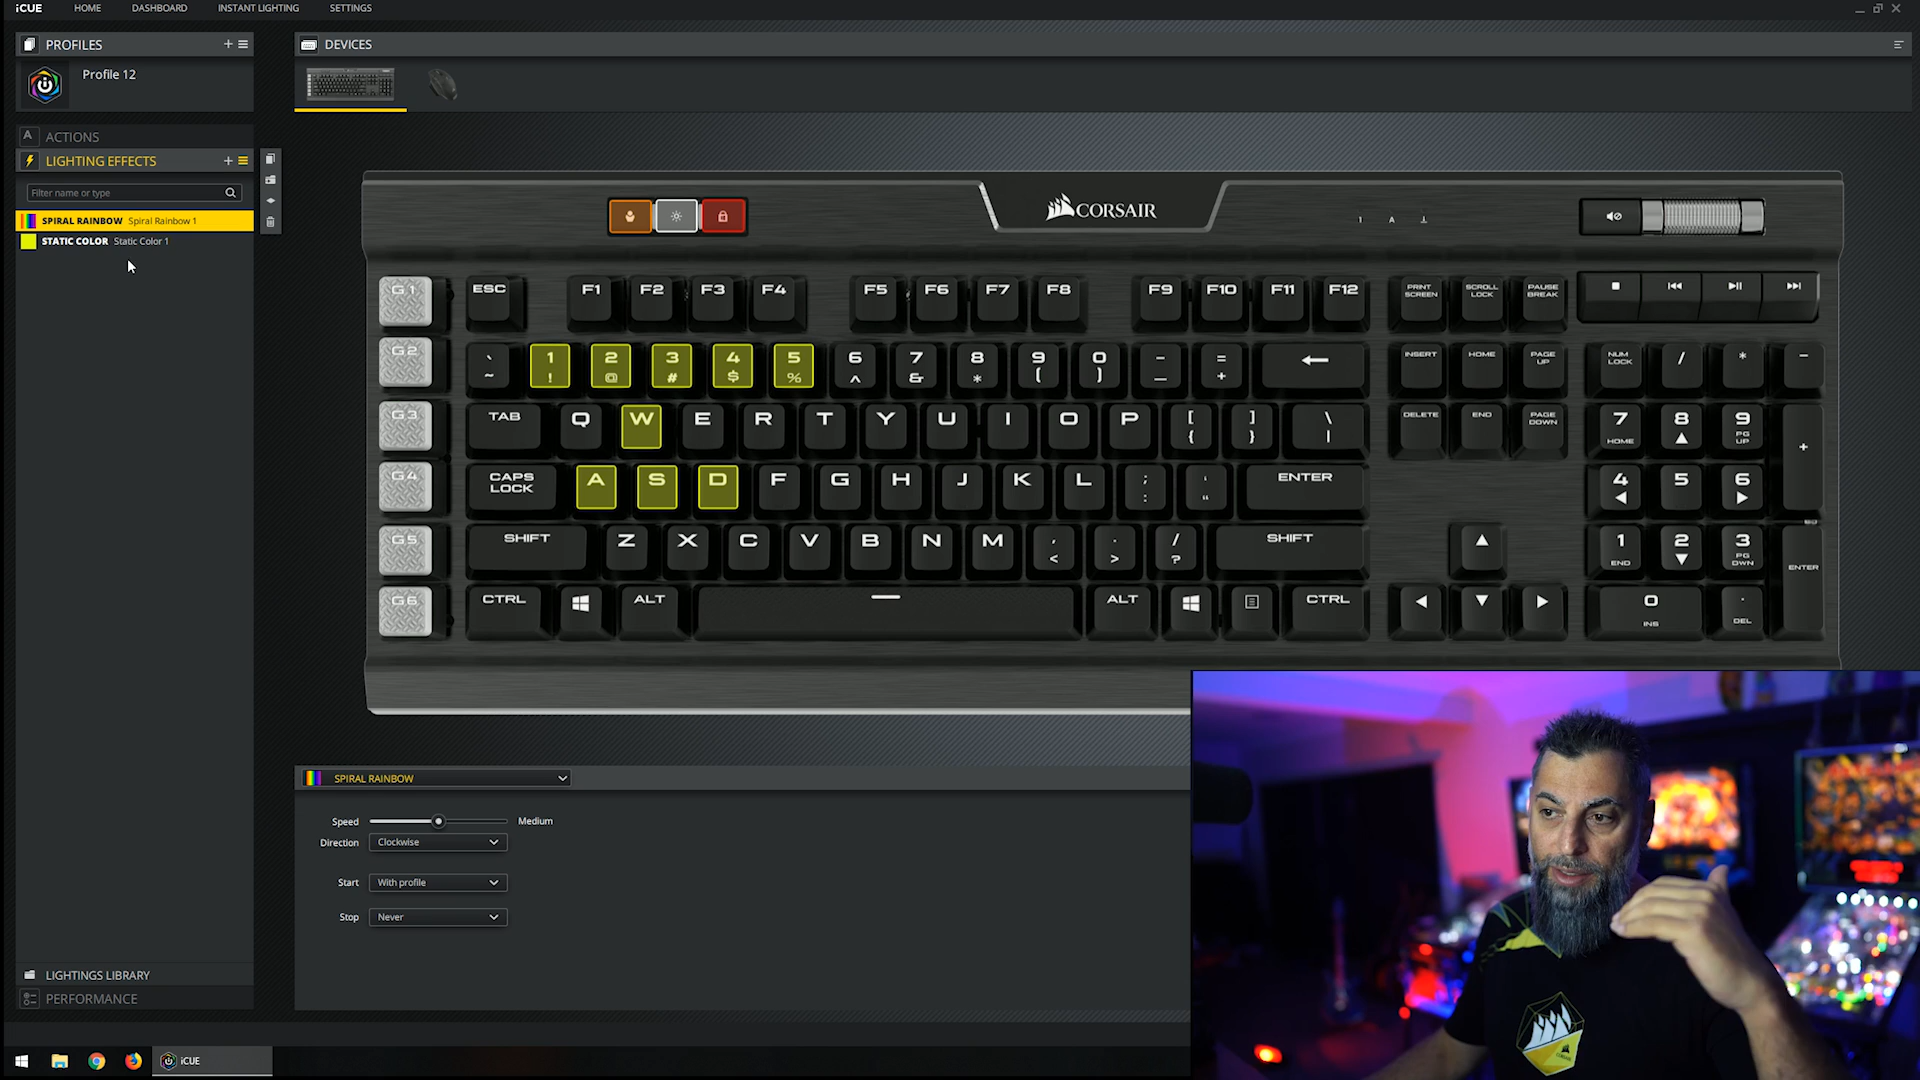 iCUE HOME DASHBOARD INSTANT LIGHTING SETTINGS
PROFILES
DEVICES
Profile 12
A ACTIONS
LIGHTING EFFECTS
Filter name or type
SPIRAL RAINBOW Spiral Rainbow 1
STATIC COLOR Static Color 1
CORSAIR
1 A
G1 ESC F1 F2 F3 F4 F5 F6 F7 F8 F9 F10 F11 F12 PRINT SCREEN SCROLL LOCK PAUSE BREAK
G2 ` ~ 1 ! 2 @ 3 # 4 $ 5 % 6 ^ 7 & 8 * 9 ( 0 ) - _ = + INSERT HOME PAGE UP NUM LOCK / * -
G3 TAB Q W E R T Y U I O P [ { ] } \ | DELETE END PAGE DOWN 7 HOME 8 9 PG UP +
G4 CAPS LOCK A S D F G H J K L ; : ' " ENTER 4 5 6
G5 SHIFT Z X C V B N M , < . > / ? SHIFT 1 END 2 3 PG DWN ENTER
G6 CTRL ALT ALT CTRL 0 INS . DEL
SPIRAL RAINBOW
Speed Medium
Direction Clockwise
Start With profile
Stop Never
LIGHTINGS LIBRARY
PERFORMANCE
iCUE